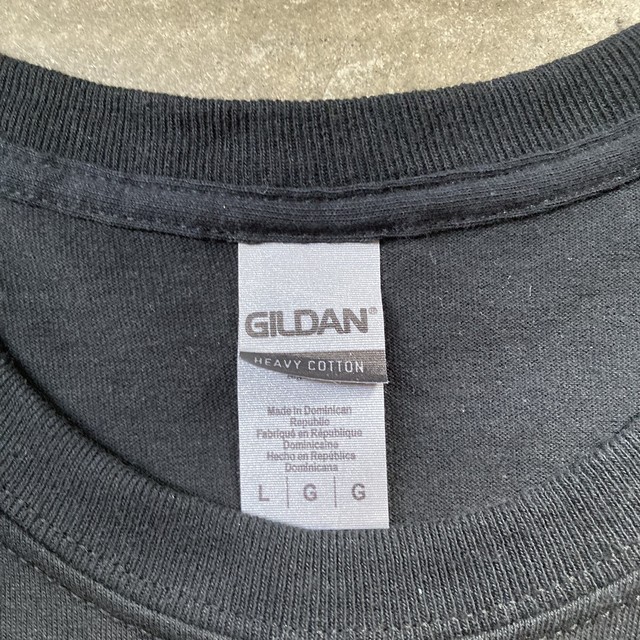 GILDAN®
HEAVY COTTON
Made in Dominican
Republic
Fabriqué en République
Dominicaine
Hecho en República
Dominicana
L | G | G